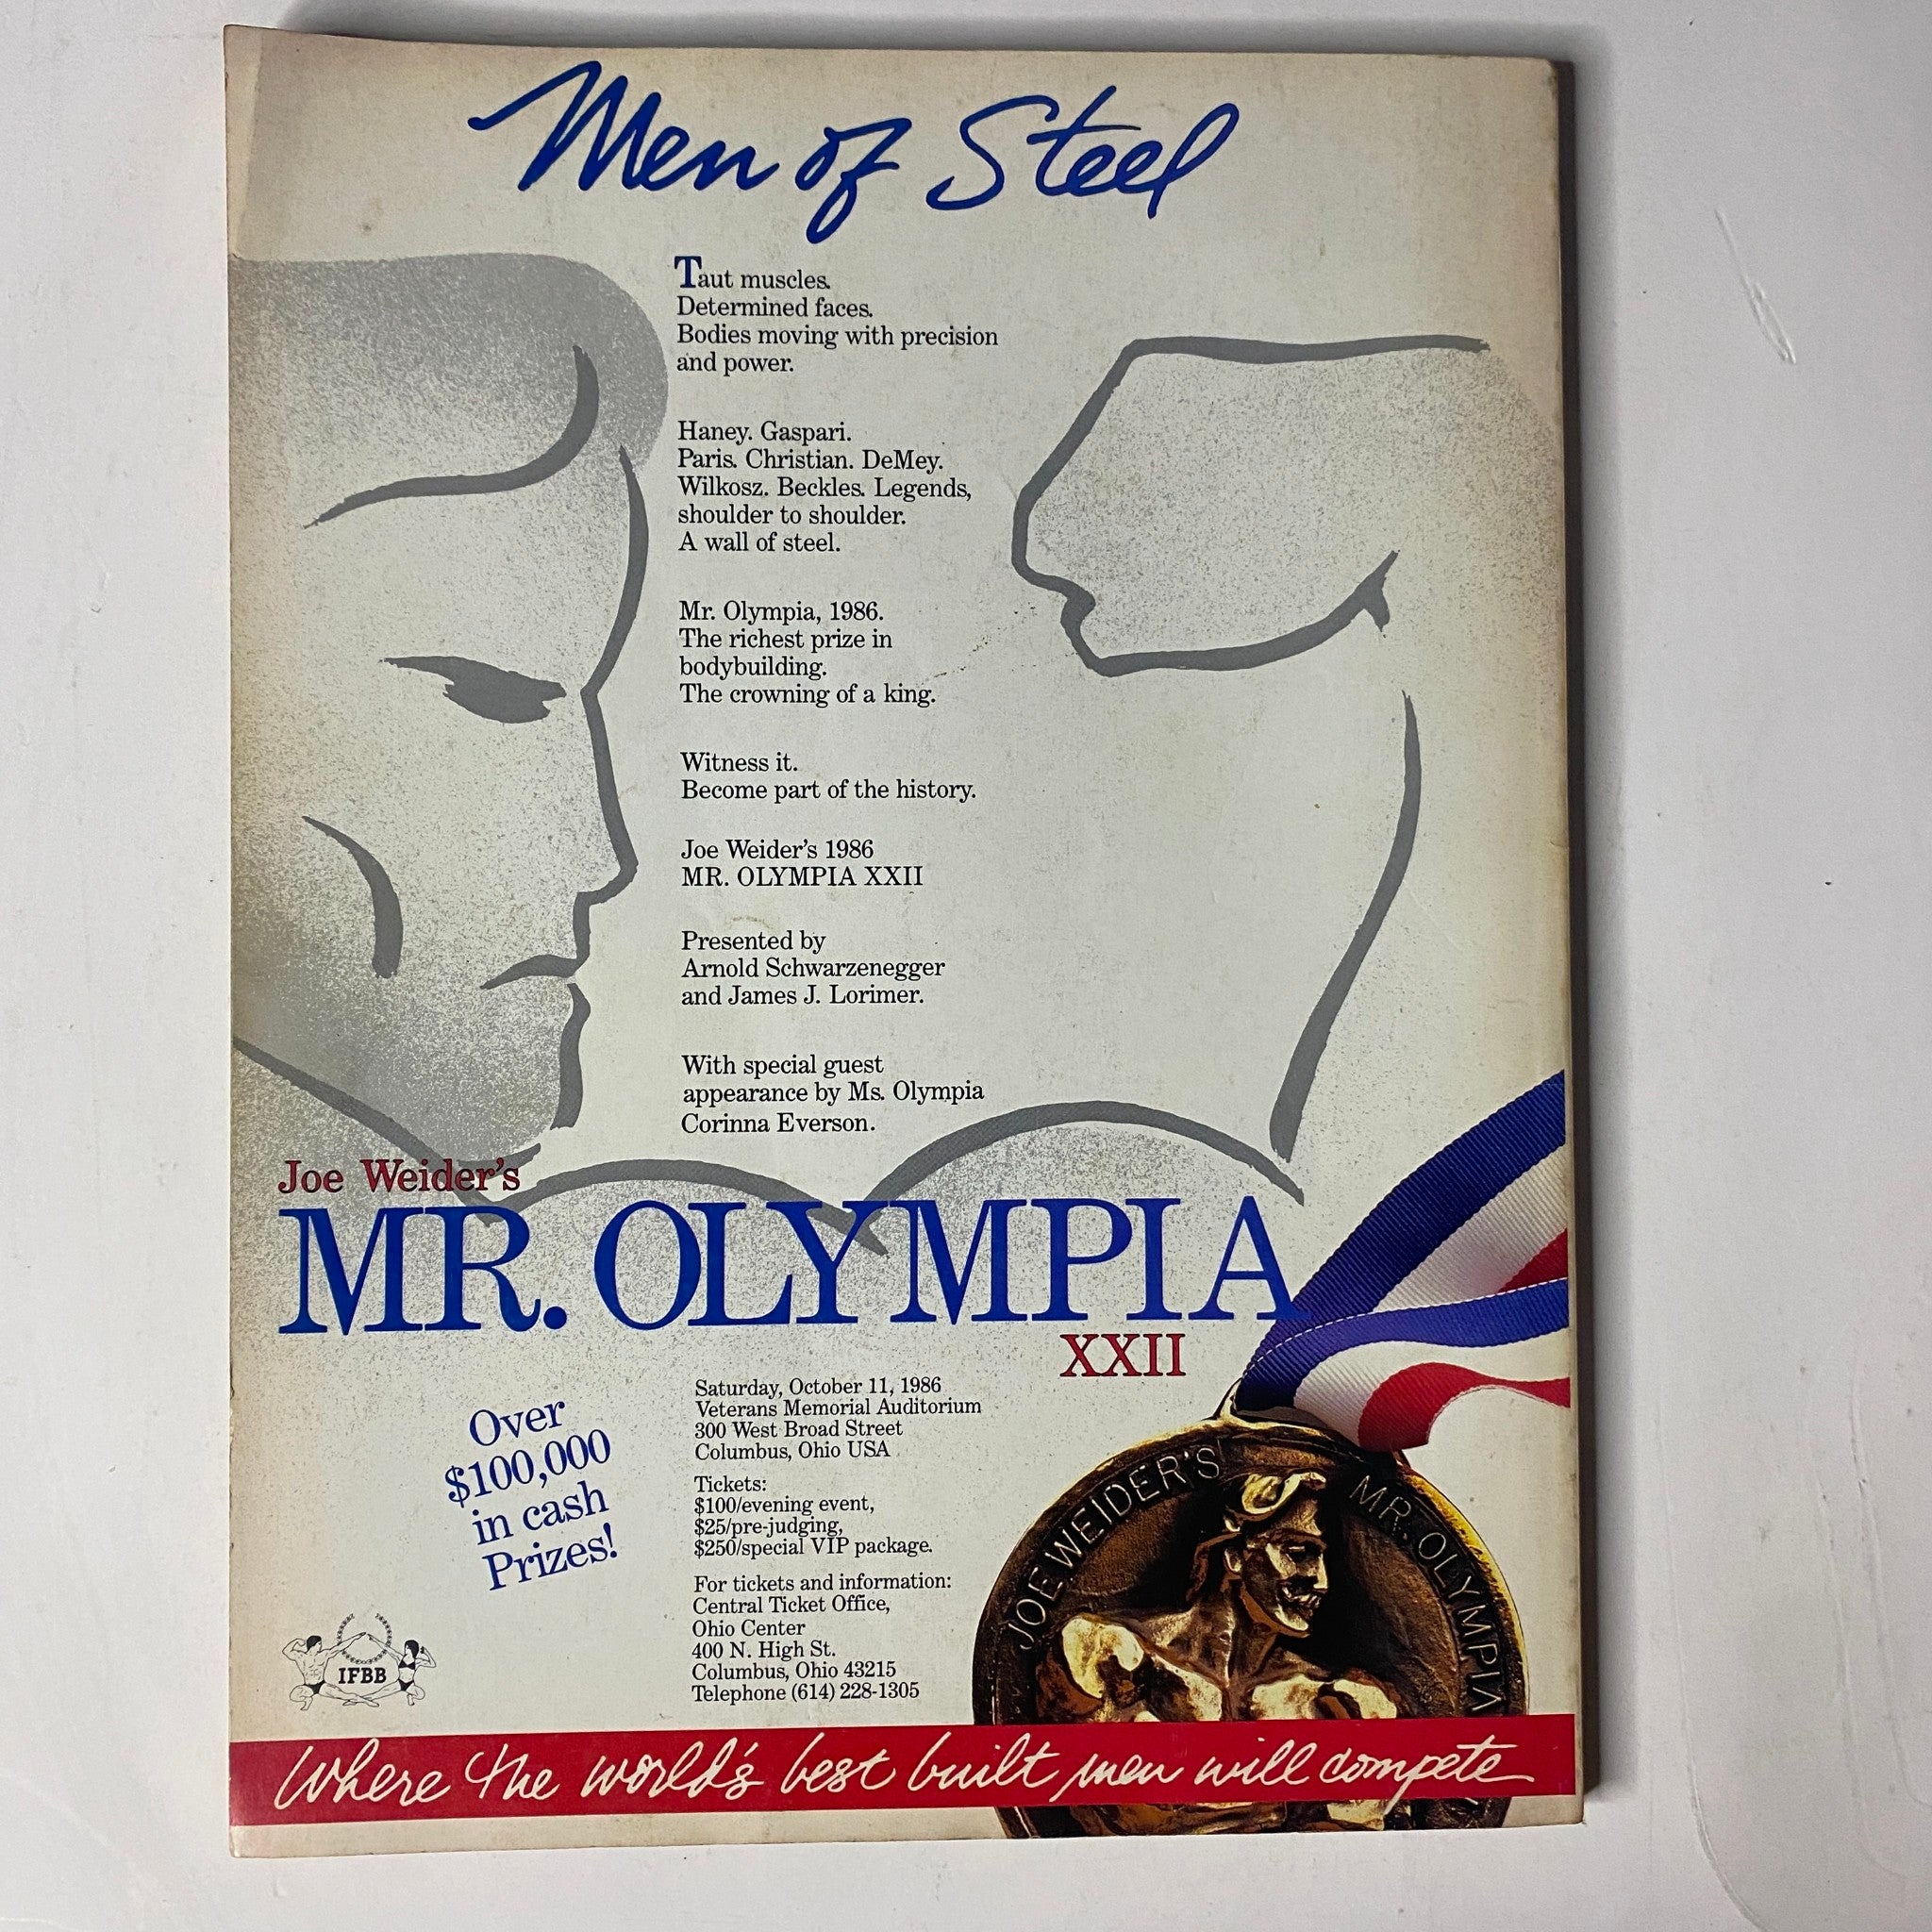 Men of Steel
Taut muscles.
Determined faces.
Bodies moving with precision
and power.
Haney. Gaspari.
Paris. Christian. DeMey.
Wilkosz. Beckles. Legends,
shoulder to shoulder.
A wall of steel.
Mr. Olympia, 1986.
The richest prize in
bodybuilding.
The crowning of a king.
Witness it.
Become part of the history.
Joe Weider's 1986
MR. OLYMPIA XXII
Presented by
Arnold Schwarzenegger
and James J. Lorimer.
With special guest
appearance by Ms. Olympia
Corinna Everson.
Joe Weider's
MR. OLYMPIA
XXII
Over
$100,000
in cash
Prizes!
Saturday, October 11, 1986
Veterans Memorial Auditorium
300 West Broad Street
Columbus, Ohio USA
Tickets:
$100/evening event,
$25/pre-judging,
$250/special VIP package.
For tickets and information:
Central Ticket Office,
Ohio Center
400 N. High St.
Columbus, Ohio 43215
Telephone (614) 228-1305
IFBB
JOE WEIDER'S MR. OLYMPIA
Where the world's best built men will compete